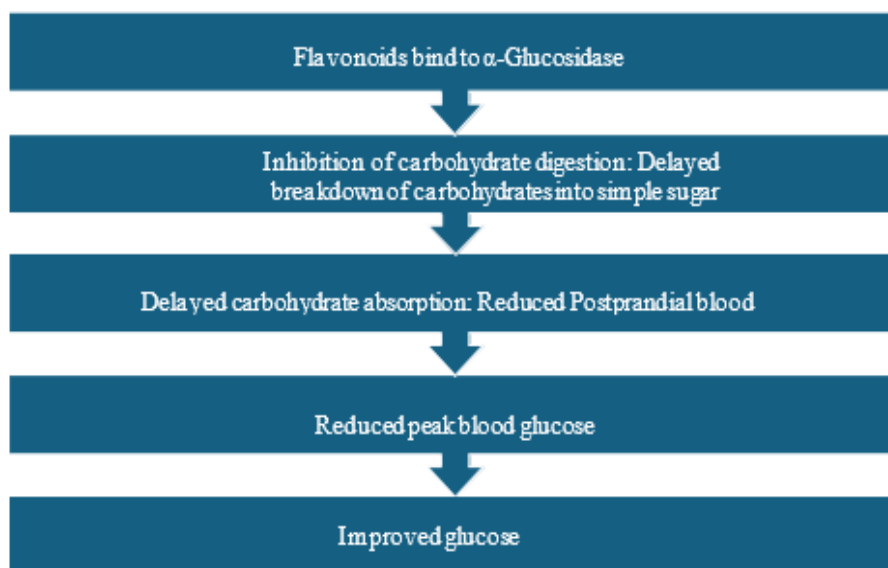 Flavonoids bind to α-Glucosidase
Inhibition of carbohydrate digestion: Delayed
breakdown of carbohydrates into simple sugar
Delayed carbohydrate absorption: Reduced Postprandial blood
Reduced peak blood glucose
Improved glucose